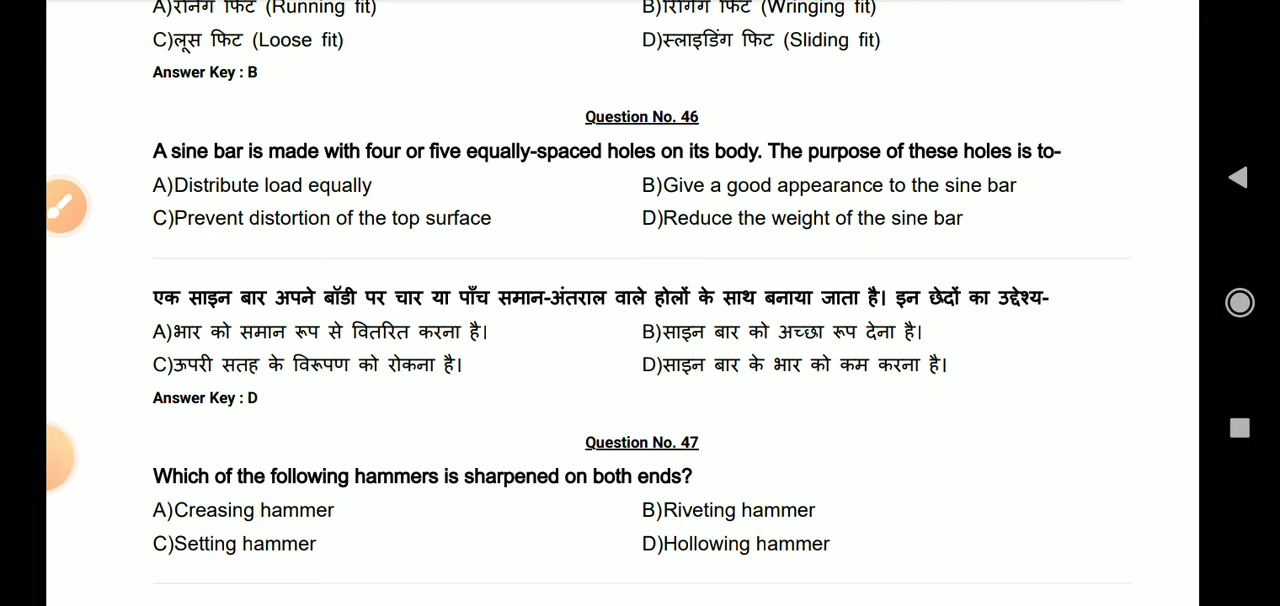 A)रनिंग फिट (Running fit) B)रिंगिंग फिट (Wringing fit)
C)लूस फिट (Loose fit) D)स्लाइडिंग फिट (Sliding fit)
Answer Key : B
Question No. 46
A sine bar is made with four or five equally-spaced holes on its body. The purpose of these holes is to-
A)Distribute load equally B)Give a good appearance to the sine bar
C)Prevent distortion of the top surface D)Reduce the weight of the sine bar
एक साइन बार अपने बॉडी पर चार या पाँच समान-अंतराल वाले होलों के साथ बनाया जाता है। इन छेदों का उद्देश्य-
A)भार को समान रूप से वितरित करना है। B)साइन बार को अच्छा रूप देना है।
C)ऊपरी सतह के विरूपण को रोकना है। D)साइन बार के भार को कम करना है।
Answer Key : D
Question No. 47
Which of the following hammers is sharpened on both ends?
A)Creasing hammer B)Riveting hammer
C)Setting hammer D)Hollowing hammer